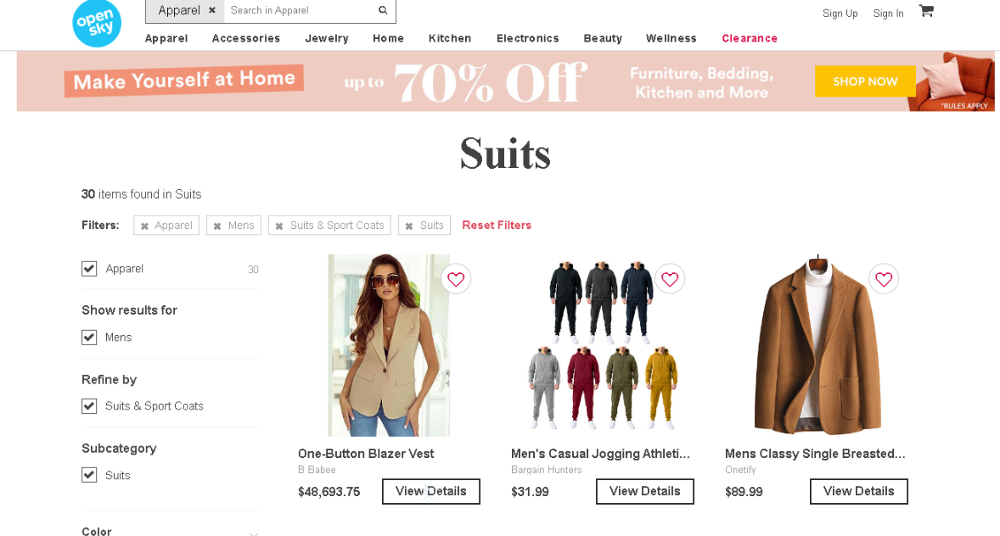 open
sky
Apparel ✖ Search in Apparel
Sign Up Sign In
Apparel Accessories Jewelry Home Kitchen Electronics Beauty Wellness Clearance
Make Yourself at Home up to 70% Off Furniture, Bedding,
Kitchen and More
SHOP NOW
*RULES APPLY
Suits
30 items found in Suits
Filters: ✖ Apparel ✖ Mens ✖ Suits & Sport Coats ✖ Suits Reset Filters
Apparel 30
Show results for
Mens
Refine by
Suits & Sport Coats
Subcategory
Suits
Color
One-Button Blazer Vest
B Babee
$48,693.75 View Details
Men's Casual Jogging Athleti...
Bargain Hunters
$31.99 View Details
Mens Classy Single Breasted...
Onetify
$89.99 View Details